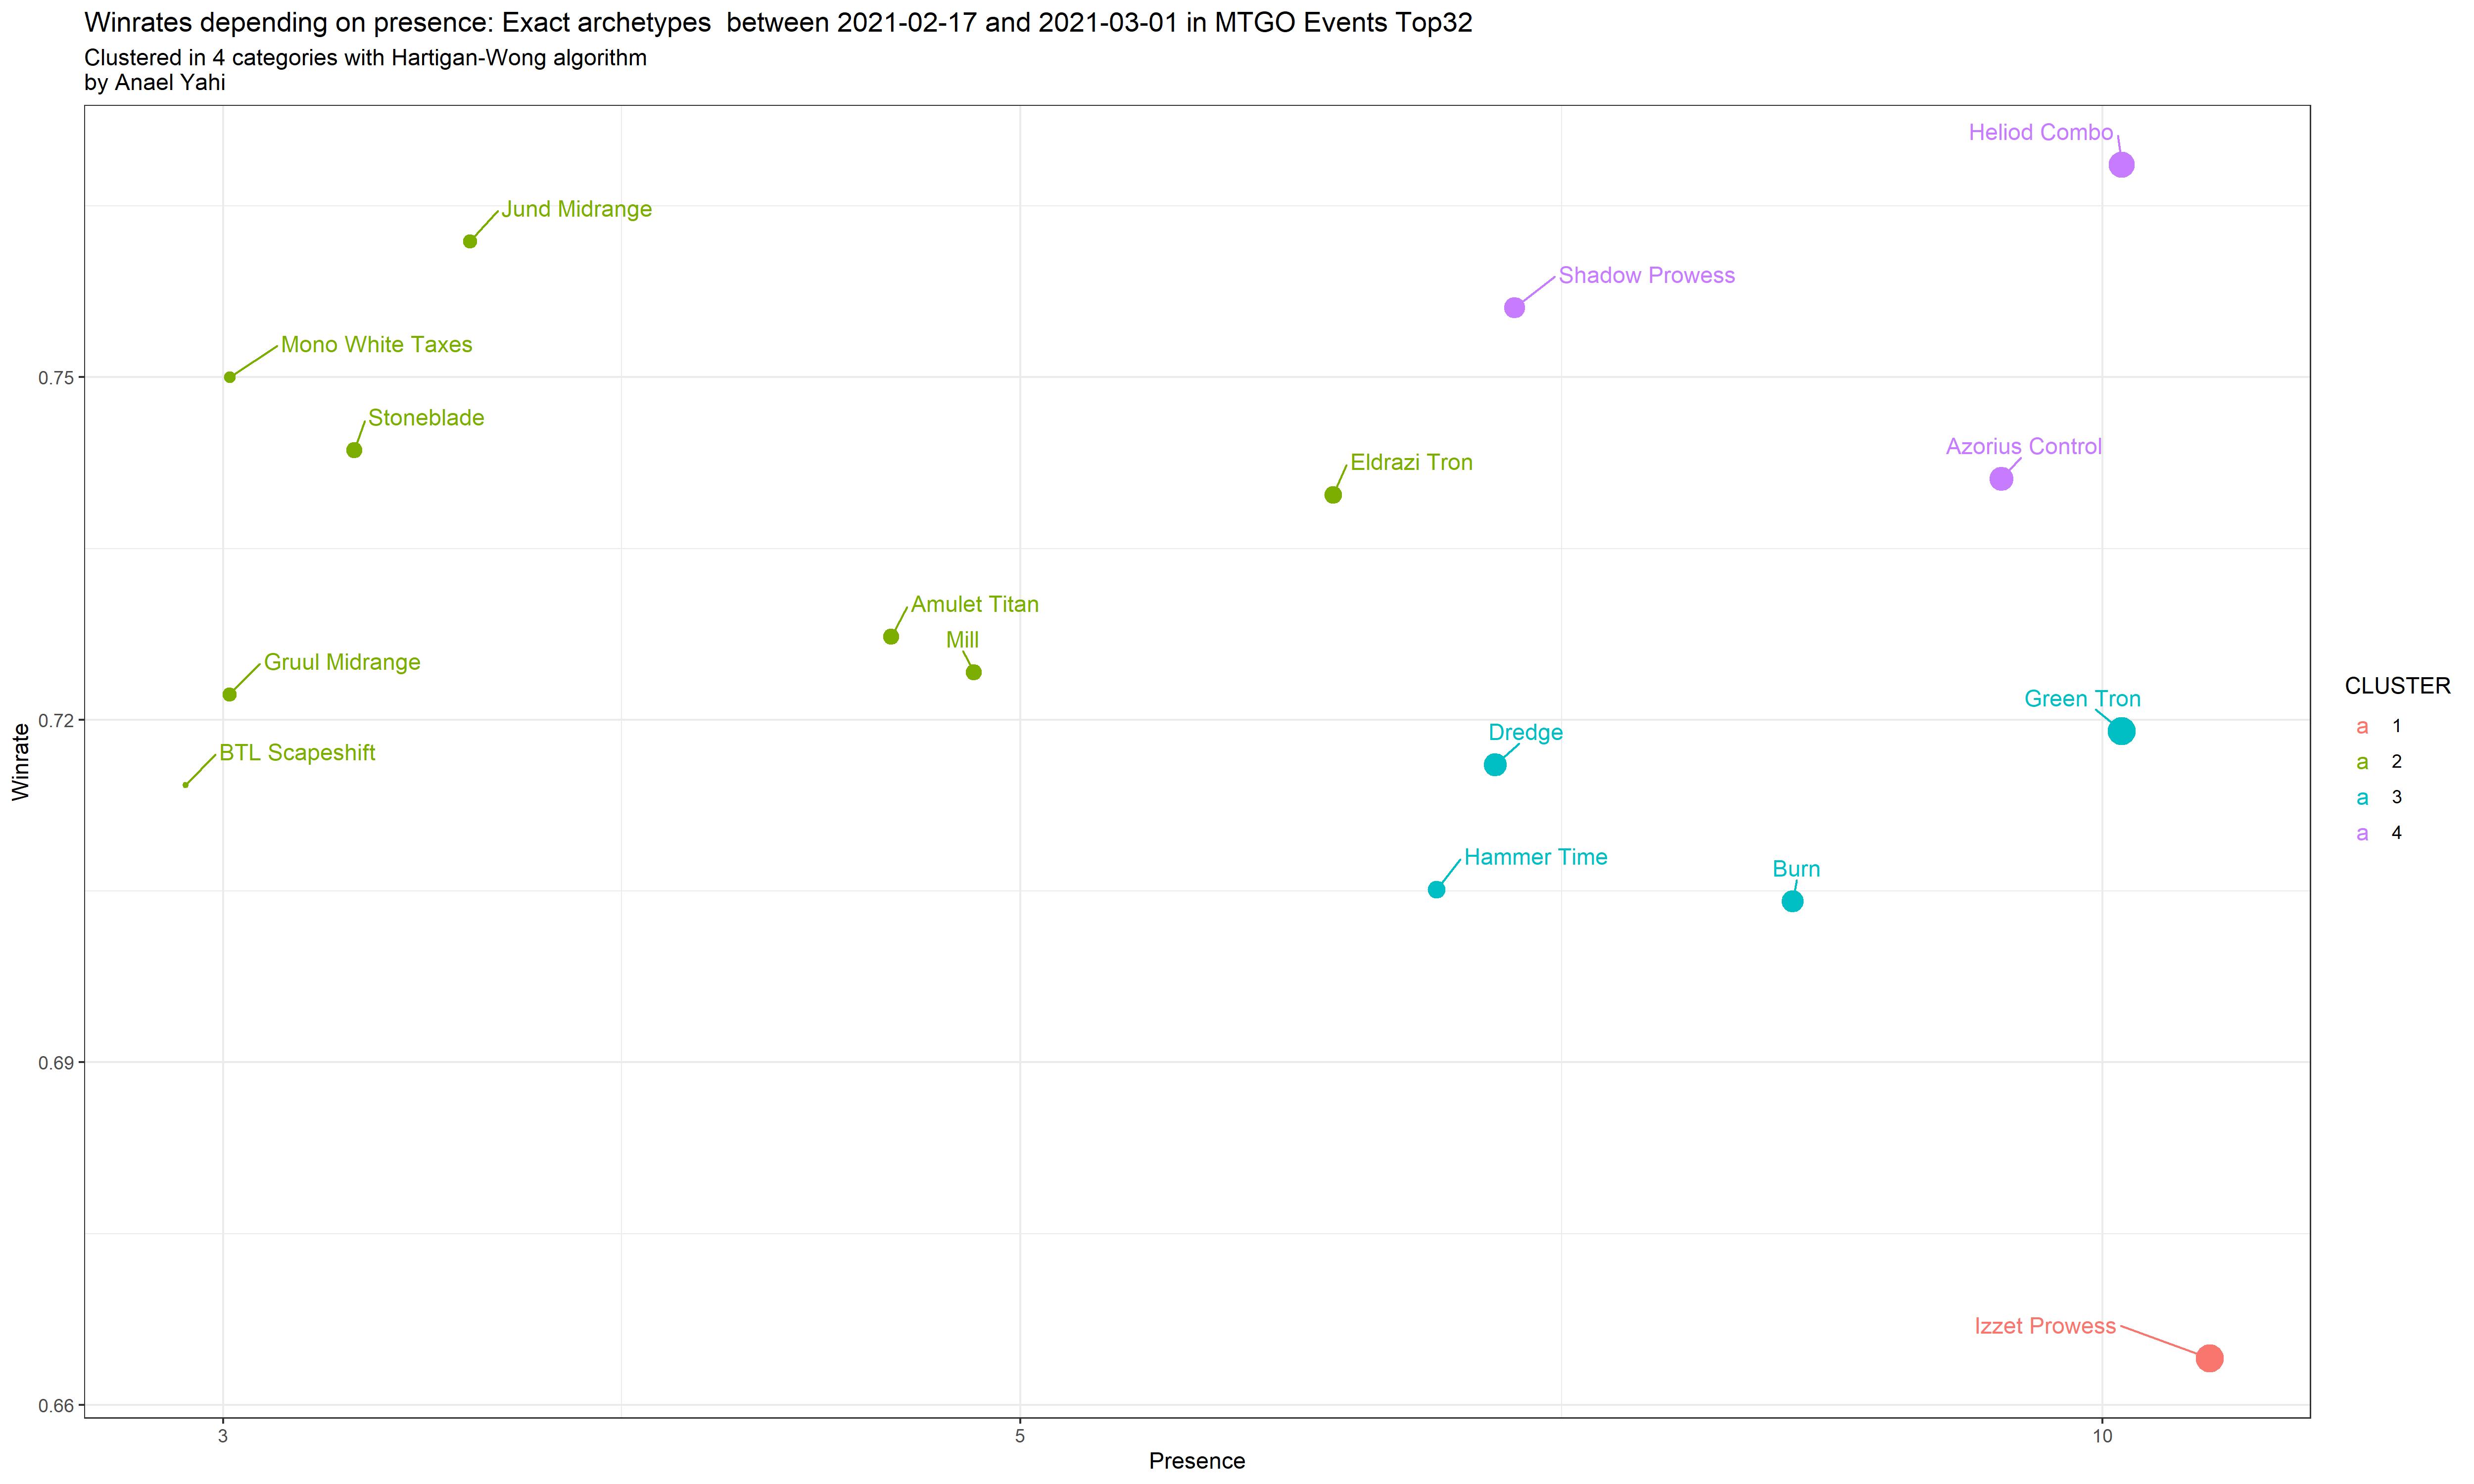 Winrates depending on presence: Exact archetypes  between 2021-02-17 and 2021-03-01 in MTGO Events Top32
Clustered in 4 categories with Hartigan-Wong algorithm
by Anael Yahi
Heliod Combo
Jund Midrange
Shadow Prowess
Mono White Taxes
0.75
Stoneblade
Azorius Control
Eldrazi Tron
Amulet Titan
Mill
Gruul Midrange
Green Tron
0.72
Dredge
BTL Scapeshift
Winrate
Hammer Time
Burn
CLUSTER
a 1
a 2
a 3
a 4
0.69
Izzet Prowess
0.66
3
5
10
Presence